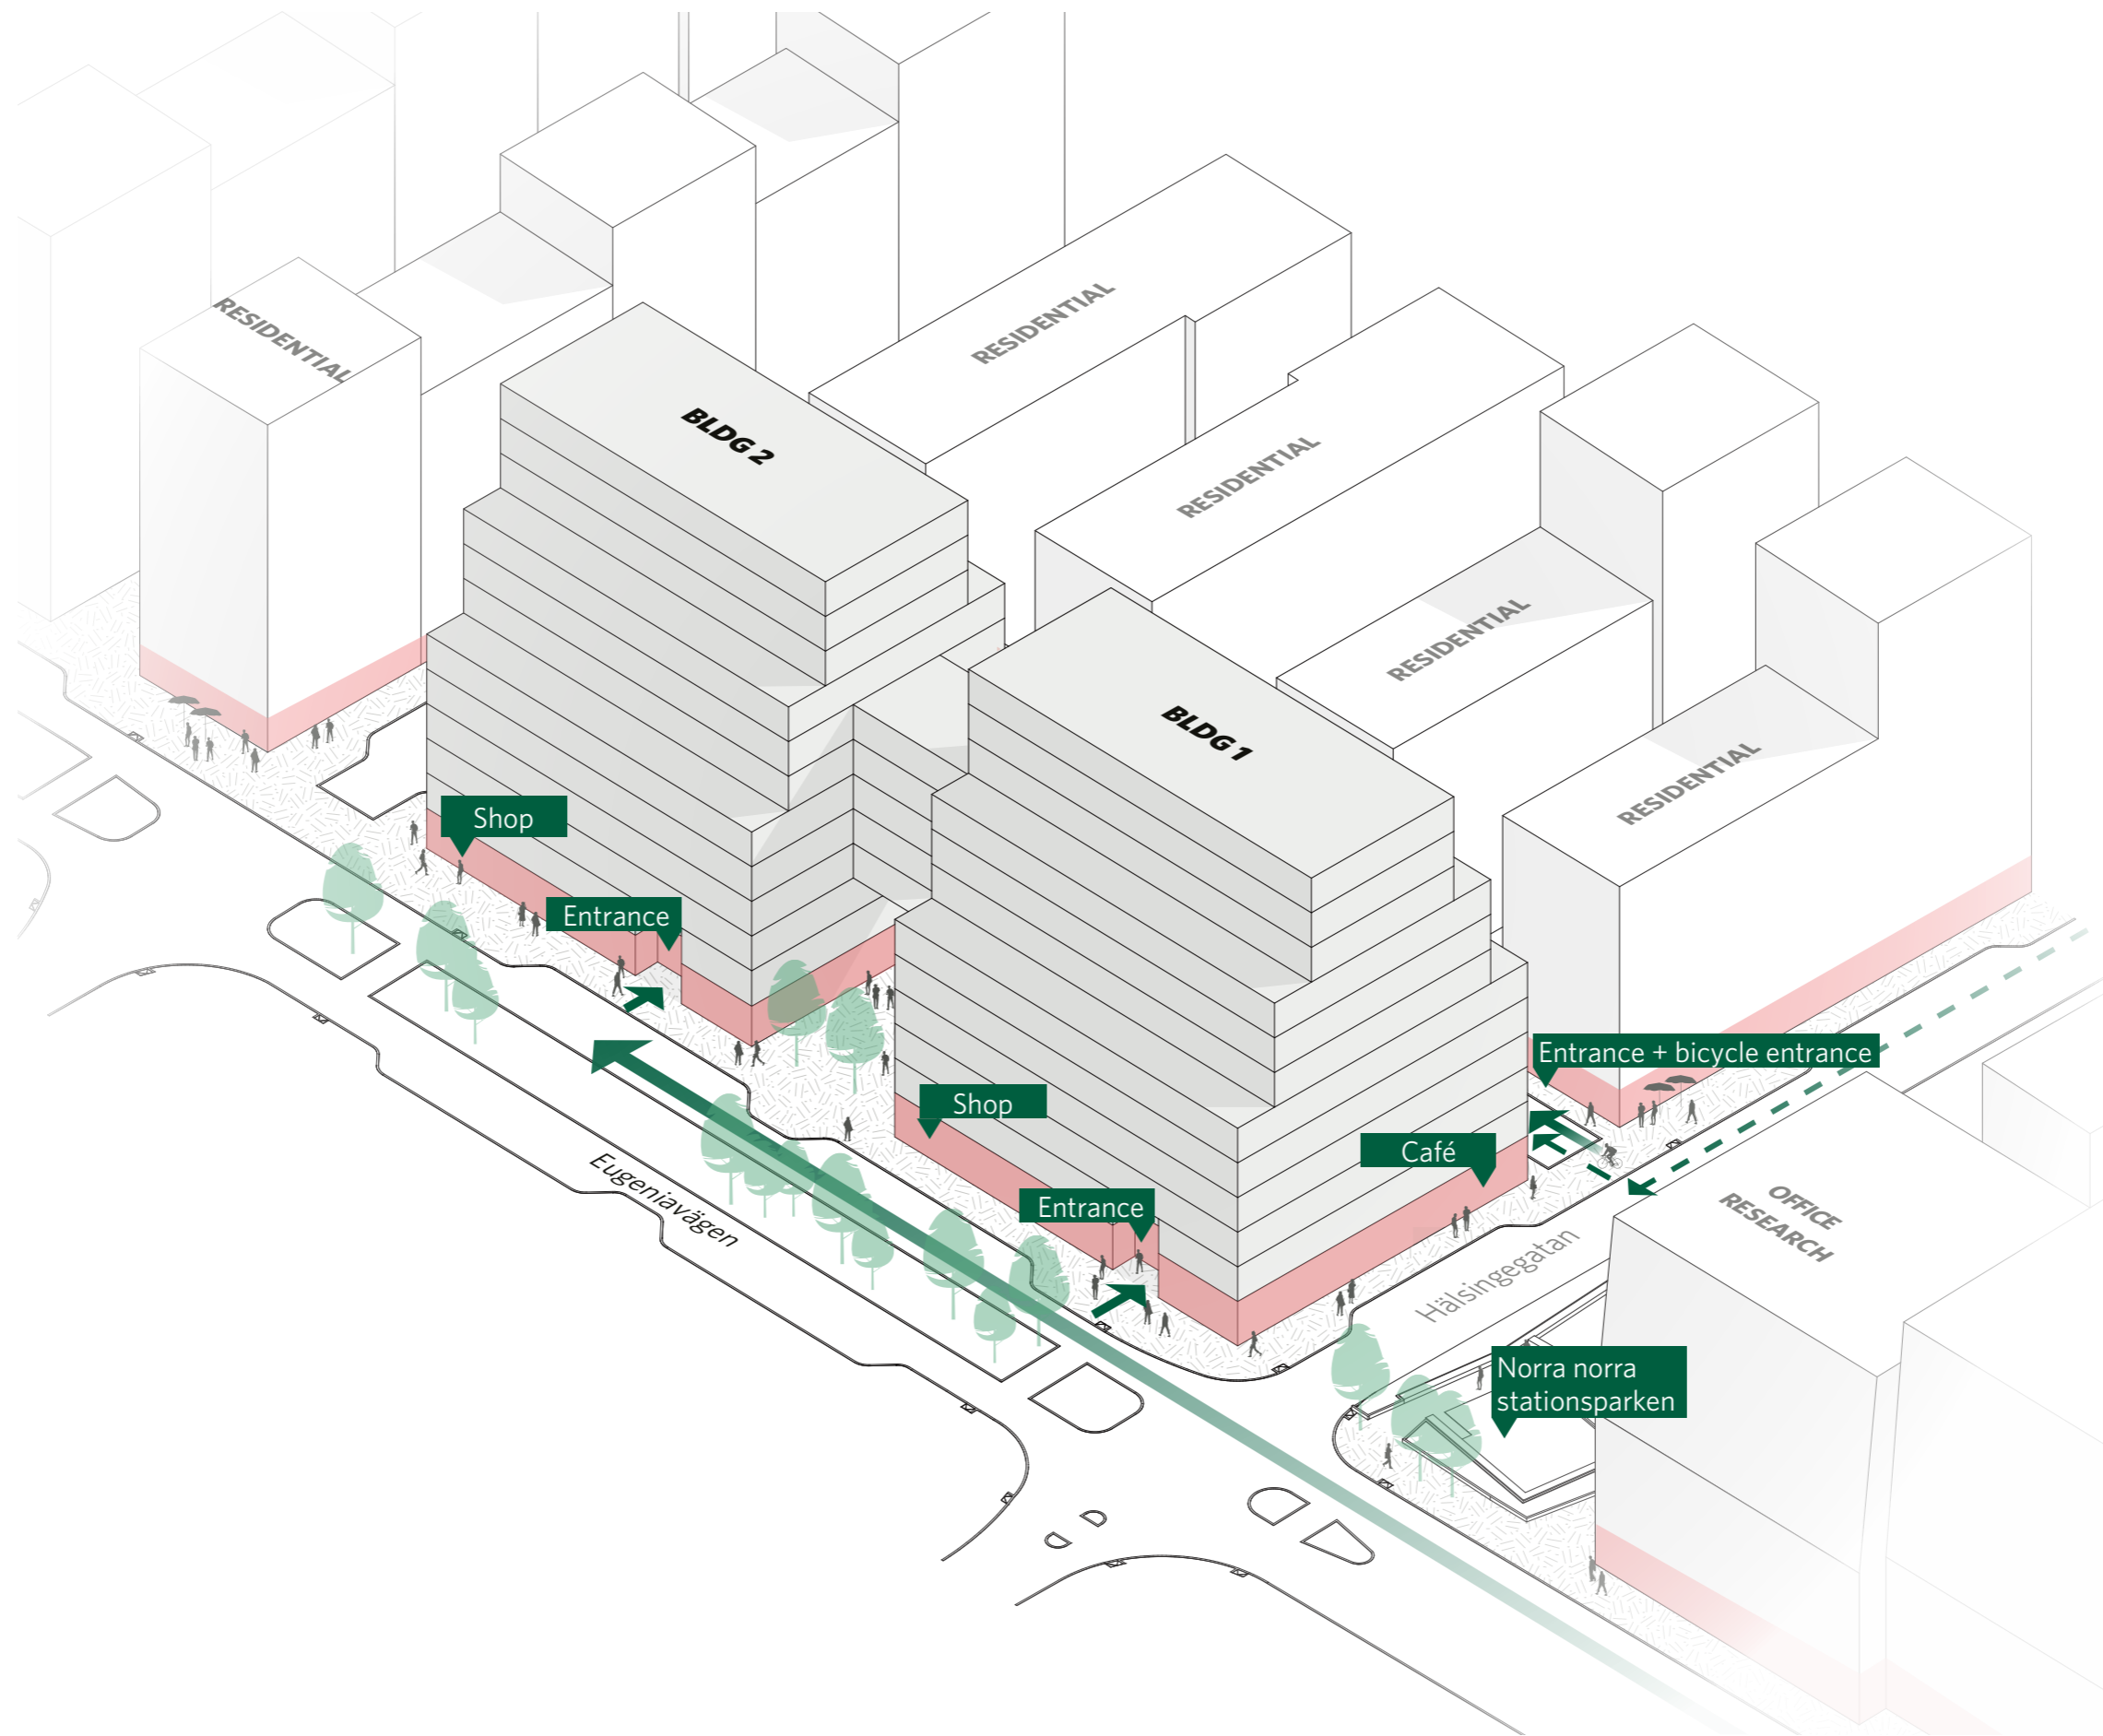 RESIDENTIAL
RESIDENTIAL
BLDG 2
RESIDENTIAL
RESIDENTIAL
BLDG 1
RESIDENTIAL
Shop
Entrance
Entrance + bicycle entrance
Shop
Café
Eugeniavägen
Entrance
OFFICE
RESEARCH
Hälsingegatan
Norra norra
stationsparken